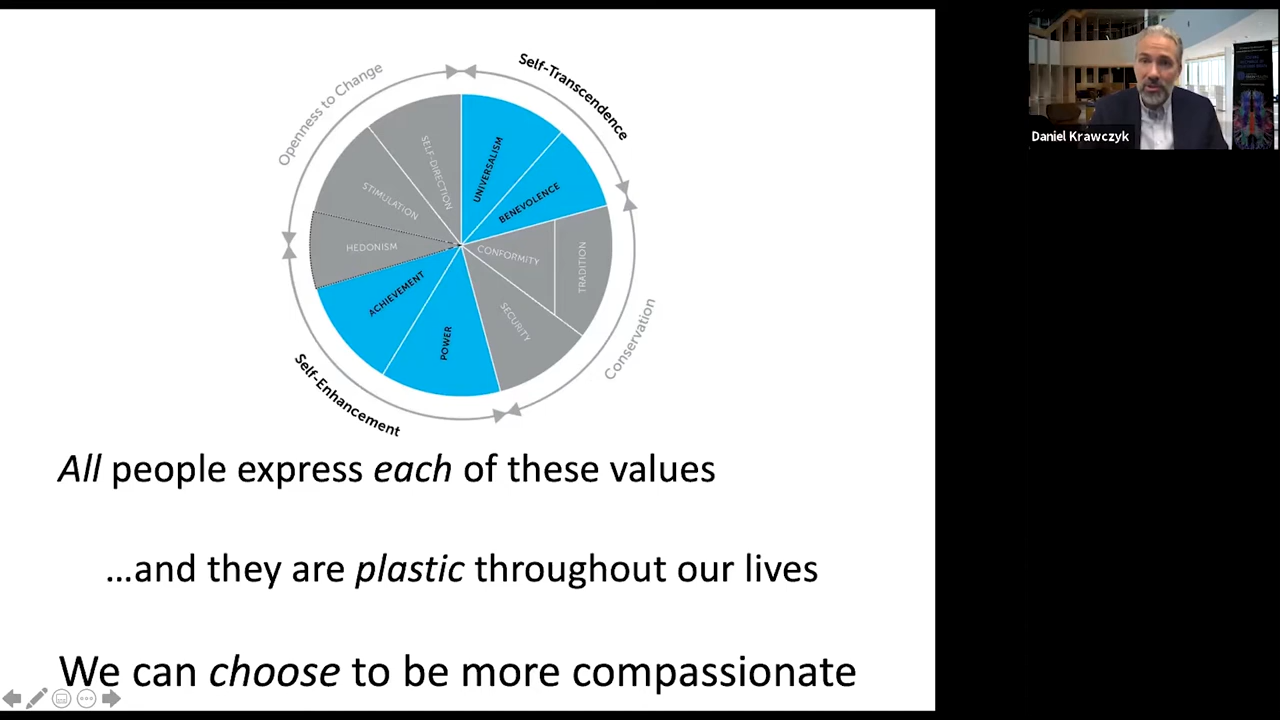 Openness to Change
Self-Transcendence
SELF-DIRECTION
UNIVERSALISM
STIMULATION
BENEVOLENCE
HEDONISM
CONFORMITY
TRADITION
ACHIEVEMENT
SECURITY
POWER
Self-Enhancement
Conservation
All people express each of these values
...and they are plastic throughout our lives
We can choose to be more compassionate
Daniel Krawczyk